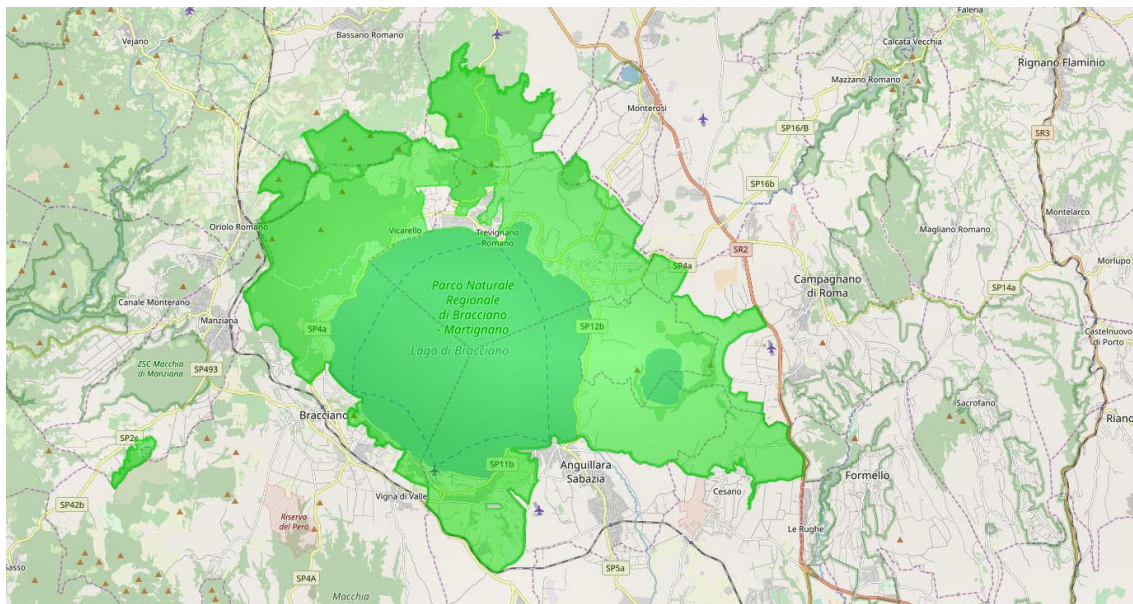 Vejano
Bassano Romano
Faleria
Calcata Vecchia
Rignano Flaminio
Mazzano Romano
Monterosi
SP16/B
SR3
SP16b
Montelarco
Oriolo Romano
Vicarello
Trevignano
Romano
Magliano Romano
SR2
Morlupo
SP4a
Campagnano
di Roma
SP14a
Parco Naturale
Regionale
di Bracciano
- Martignano
Lago di Bracciano
Canale Monterano
Manziana
SP4a
SP12b
Castelnuovo
di Porto
ZSC Macchia
di Manziana
SP493
Sacrofano
Bracciano
Riano
SP2c
Anguillara
Sabazia
SP11b
Formello
Cesano
Vigna di Valle
SP42b
Riserva
del Pero
Le Rughe
Sasso
SP4A
SP5a
Macchia